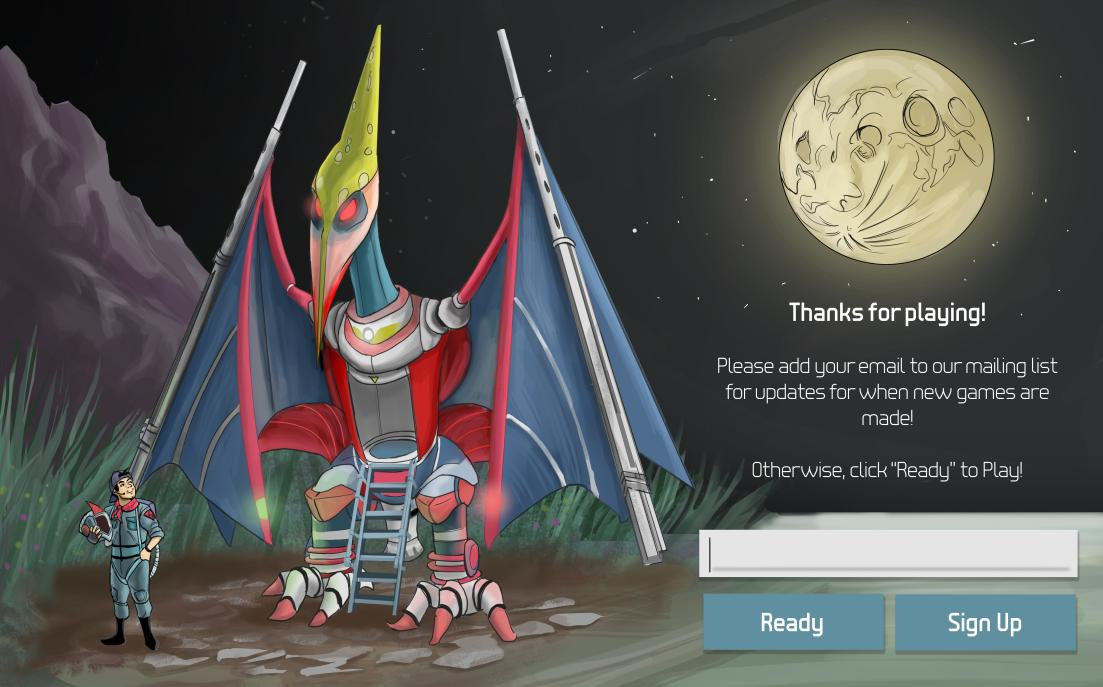 Thanks for playing!
Please add your email to our mailing list
for updates for when new games are
made!
Otherwise, click "Ready" to Play!
Ready
Sign Up